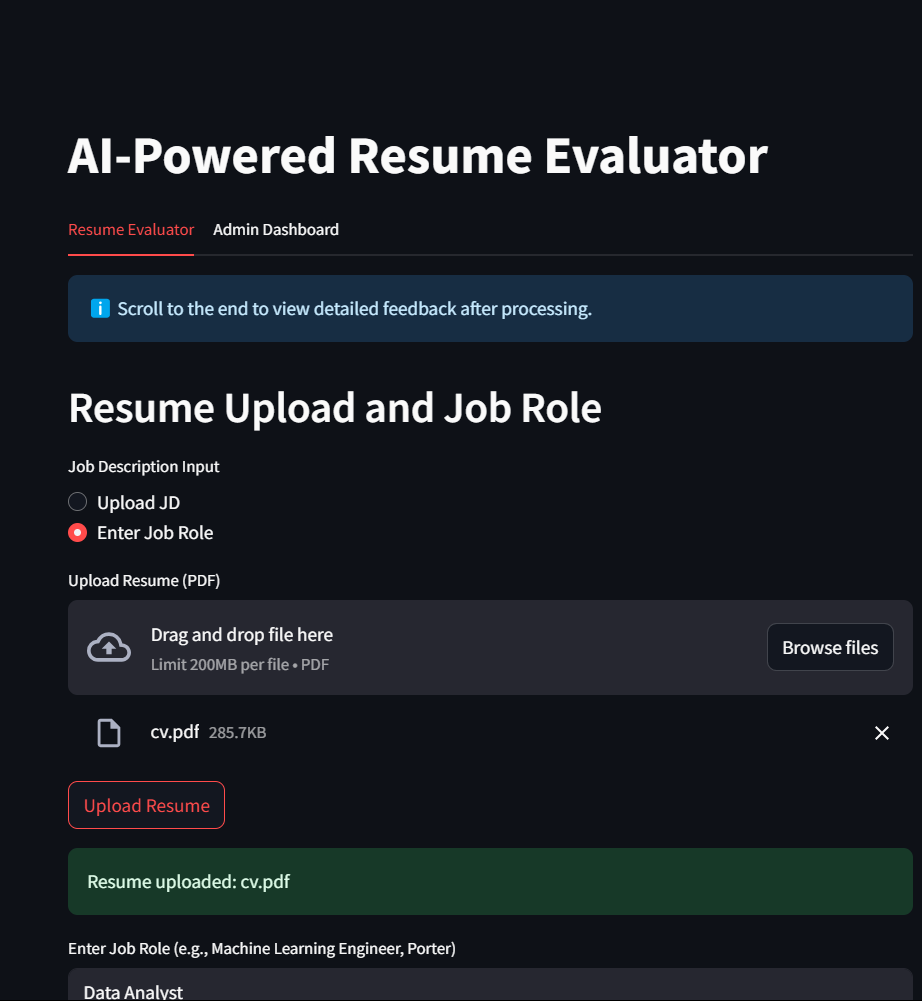 AI-Powered Resume Evaluator
Resume Evaluator Admin Dashboard
i Scroll to the end to view detailed feedback after processing.
Resume Upload and Job Role
Job Description Input
Upload JD
Enter Job Role
Upload Resume (PDF)
Drag and drop file here
Limit 200MB per file • PDF
Browse files
cv.pdf 285.7KB
Upload Resume
Resume uploaded: cv.pdf
Enter Job Role (e.g., Machine Learning Engineer, Porter)
Data Analyst